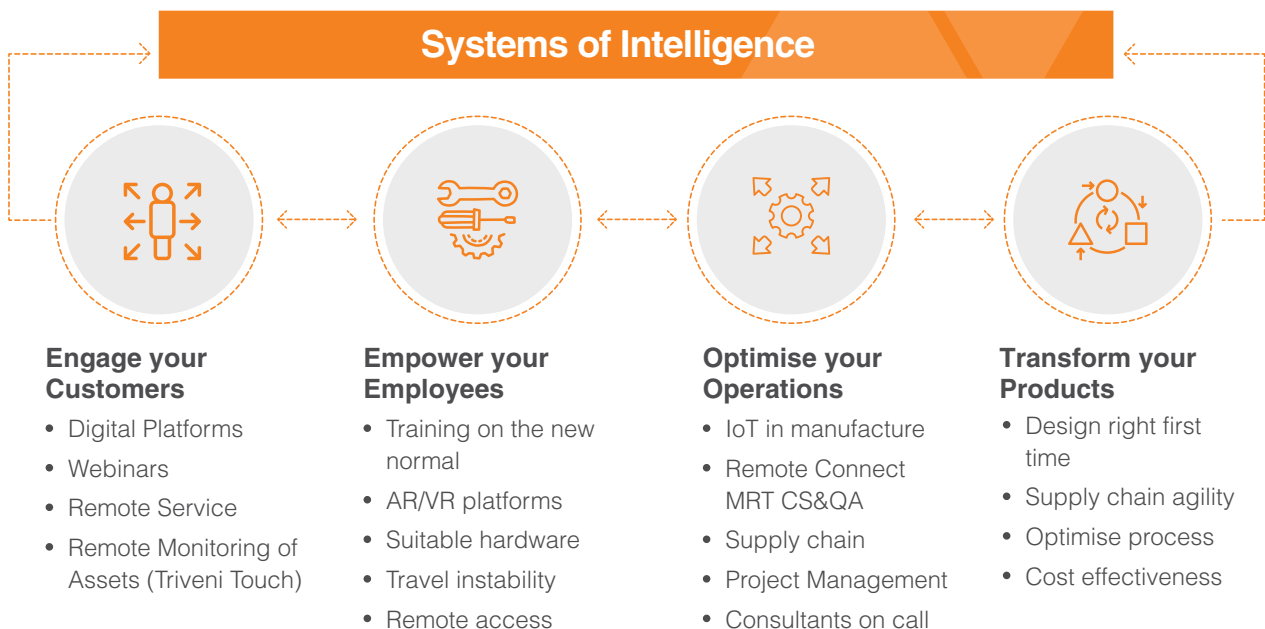 Systems of Intelligence
Engage your
Customers
• Digital Platforms
• Webinars
• Remote Service
• Remote Monitoring of
Assets (Triveni Touch)
Empower your
Employees
• Training on the new
normal
• AR/VR platforms
• Suitable hardware
• Travel instability
• Remote access
Optimise your
Operations
• IoT in manufacture
• Remote Connect
MRT CS&QA
• Supply chain
• Project Management
• Consultants on call
Transform your
Products
• Design right first
time
• Supply chain agility
• Optimise process
• Cost effectiveness